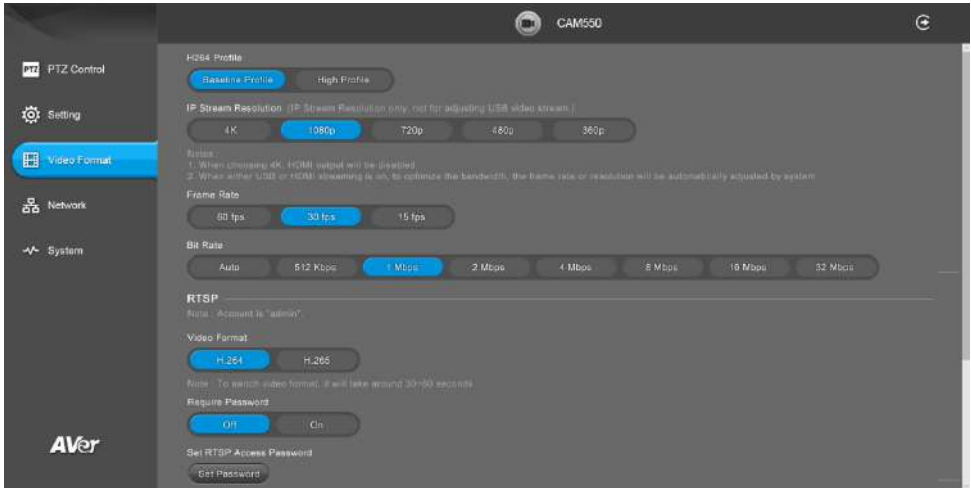 CAM550
PTZ PTZ Control
Setting
Video Format
Network
System
AVer
H264 Profile
Baseline Profile High Profile
IP Stream Resolution (IP Stream Resolution only, not for adjusting USB video stream.)
4K 1080p 720p 480p 360p
Notes :
1. When choosing 4K, HDMI output will be disabled
2. When either USB or HDMI streaming is on, to optimize the bandwidth, the frame rate or resolution will be automatically adjusted by system
Frame Rate
60 fps 30 fps 15 fps
Bit Rate
Auto 512 Kbps 1 Mbps 2 Mbps 4 Mbps 8 Mbps 16 Mbps 32 Mbps
RTSP
Note : Account is "admin".
Video Format
H.264 H.265
Note : To switch video format, it will take around 30~60 seconds
Require Password
Off On
Set RTSP Access Password
Set Password